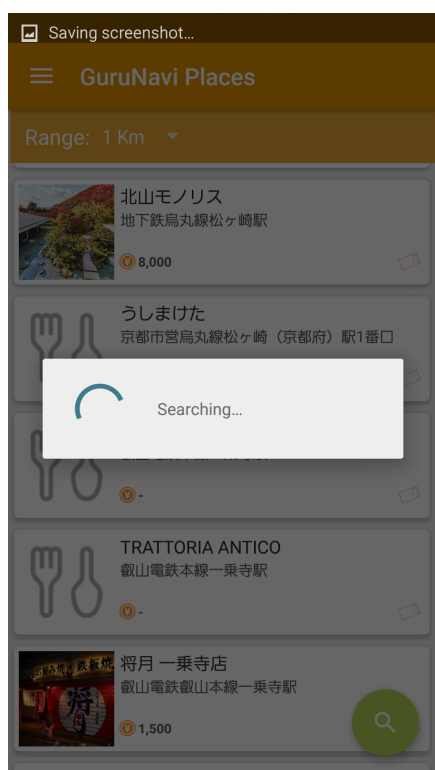 Saving screenshot...
GuruNavi Places
Range: 1 Km
北山モノリス
地下鉄烏丸線松ヶ崎駅
8,000
うしまけた
京都市営烏丸線松ヶ崎（京都府）駅1番口
Searching...
-
TRATTORIA ANTICO
叡山電鉄本線一乗寺駅
-
将月 一乗寺店
叡山電鉄叡山本線一乗寺駅
1,500